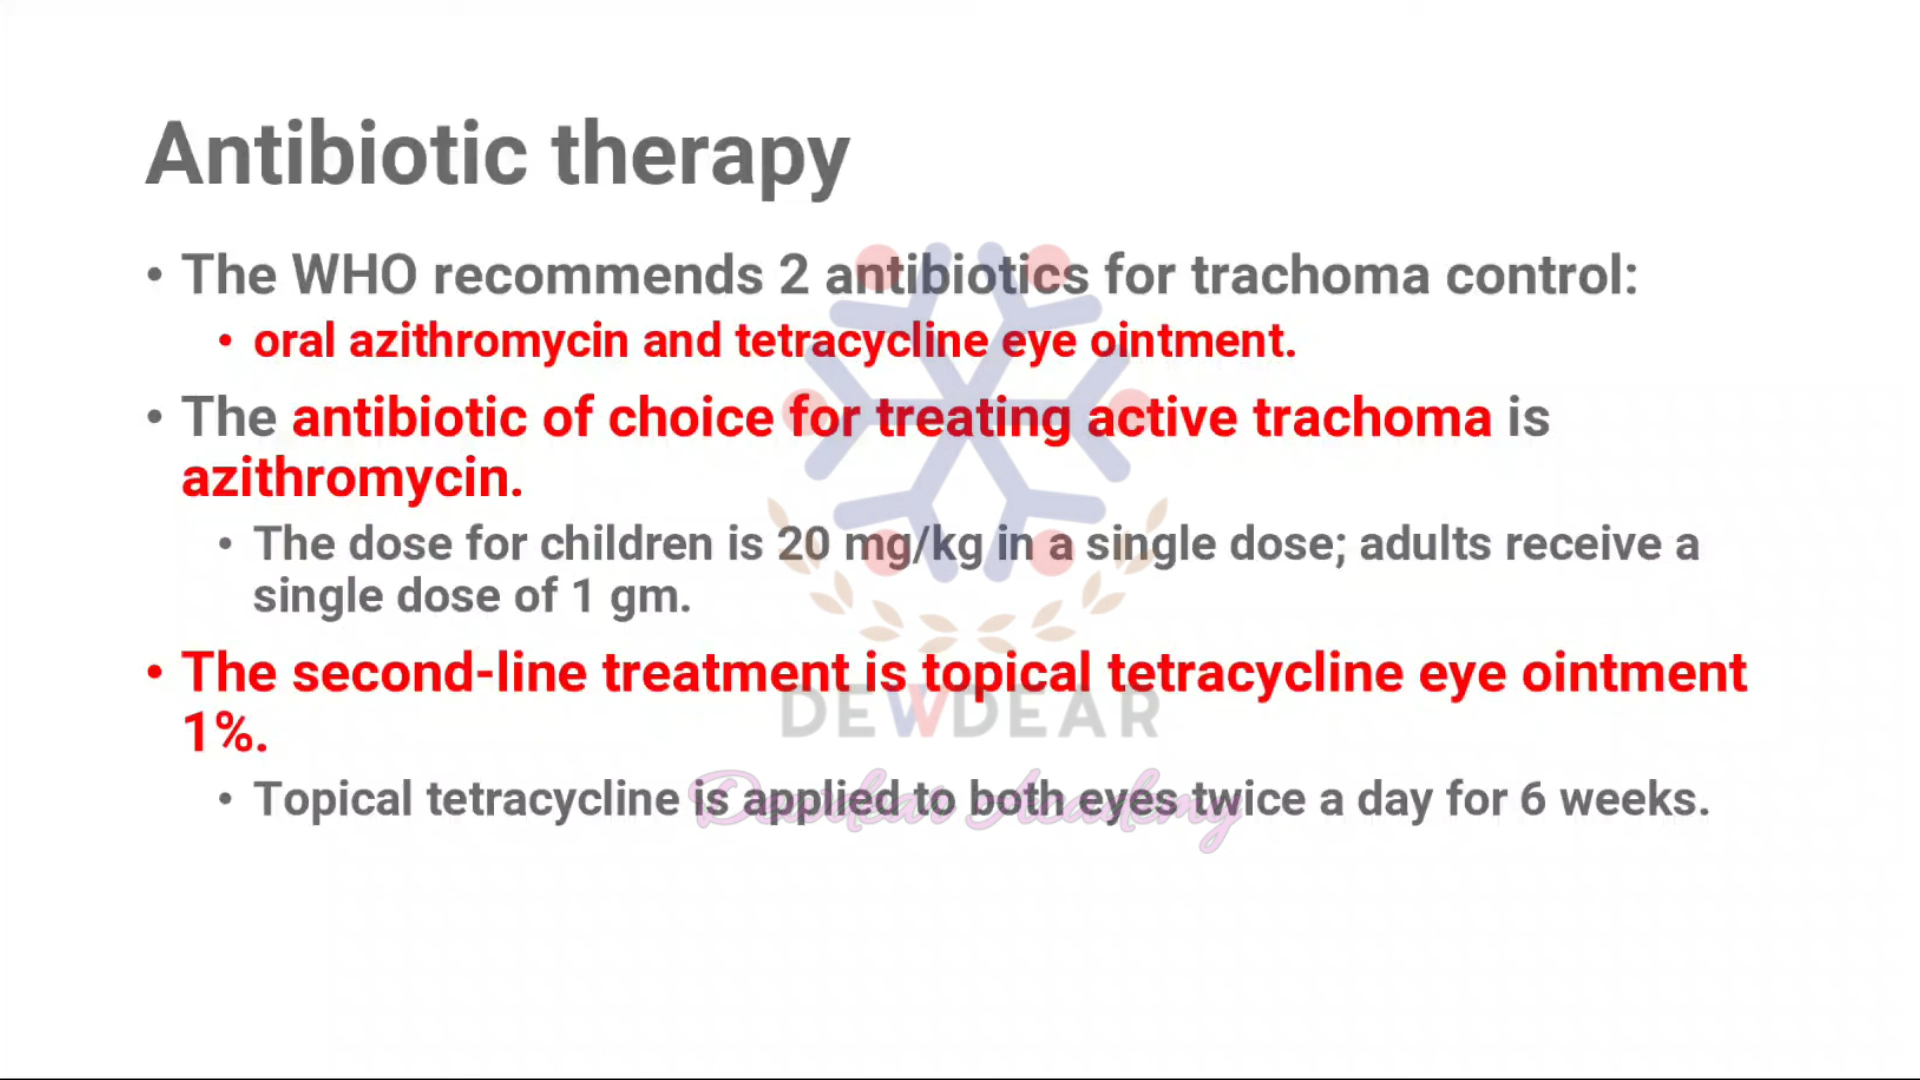 Antibiotic therapy
• The WHO recommends 2 antibiotics for trachoma control:
• oral azithromycin and tetracycline eye ointment.
• The antibiotic of choice for treating active trachoma is
azithromycin.
• The dose for children is 20 mg/kg in a single dose; adults receive a
single dose of 1 gm.
• The second-line treatment is topical tetracycline eye ointment
1%.
DEWDEAR
• Topical tetracycline is applied to both eyes twice a day for 6 weeks.
Dewdear Academy